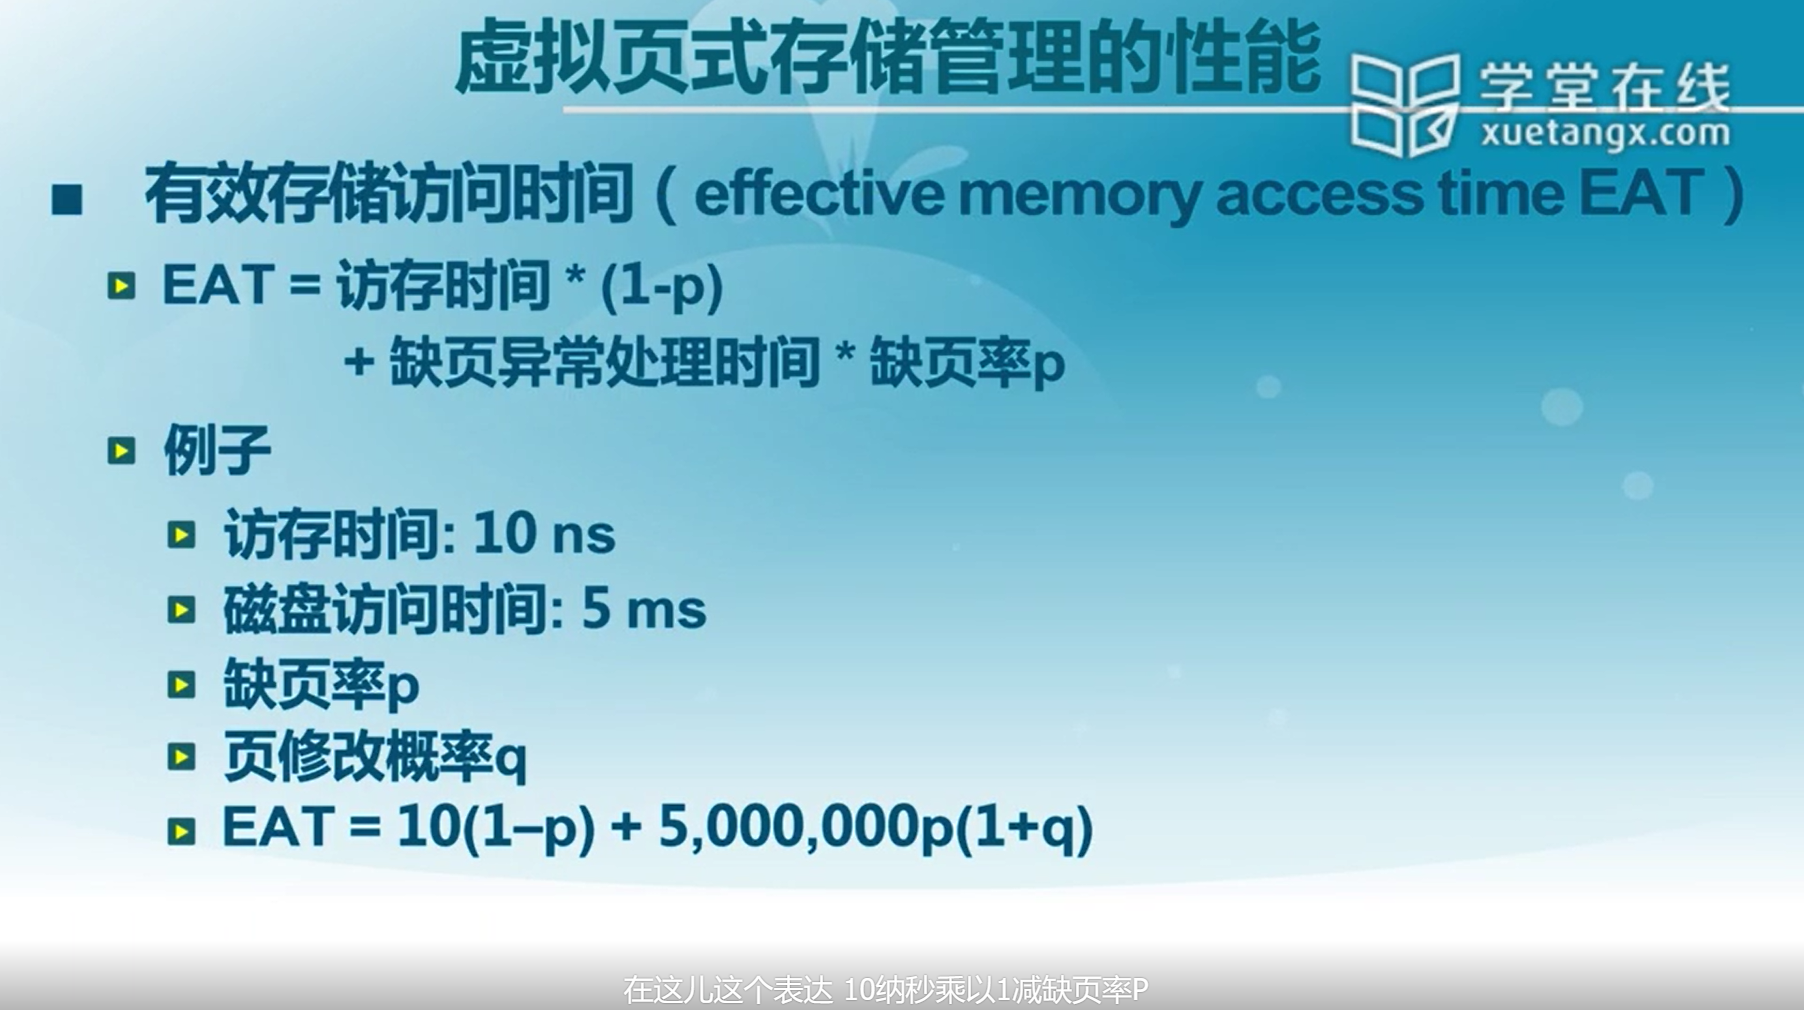 虚拟页式存储管理的性能
学堂在线
xuetangx.com
有效存储访问时间（effective memory access time EAT）
EAT = 访存时间 * (1-p)
+ 缺页异常处理时间 * 缺页率p
例子
访存时间: 10 ns
磁盘访问时间: 5 ms
缺页率p
页修改概率q
EAT = 10(1–p) + 5,000,000p(1+q)
在这儿这个表达 10纳秒乘以1减缺页率P